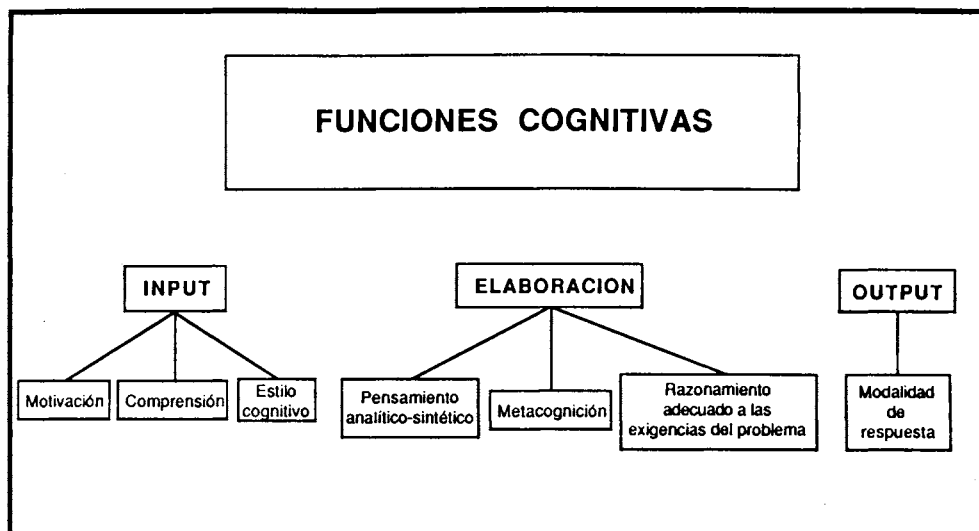 FUNCIONES COGNITIVAS
INPUT
ELABORACION
OUTPUT
Motivación
Comprensión
Estilo
cognitivo
Pensamiento
analítico-sintético
Metacognición
Razonamiento
adecuado a las
exigencias del problema
Modalidad
de
respuesta